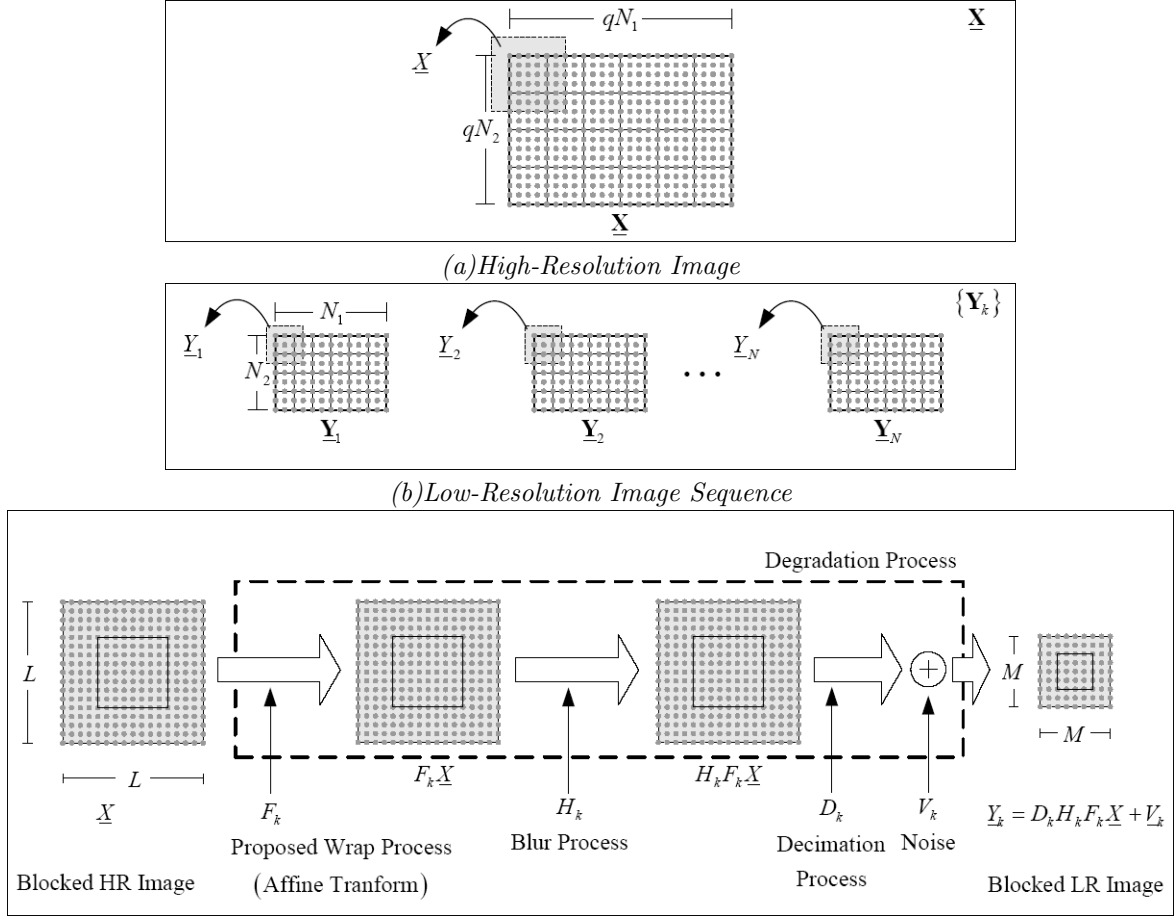 qN₁
𝐗
X
qN₂
𝐗
(a)High-Resolution Image
{𝐘ₖ}
N₁
Y₁
Y₂
Y_N
N₂
𝐘₁
𝐘₂
...
𝐘_N
(b)Low-Resolution Image Sequence
Degradation Process
L
+
M
L
FₖX
HₖFₖX
M
X
Fₖ
Hₖ
Dₖ
Vₖ
Yₖ = DₖHₖFₖX + Vₖ
Proposed Wrap Process
Blur Process
Decimation
Noise
(Affine Tranform)
Process
Blocked HR Image
Blocked LR Image